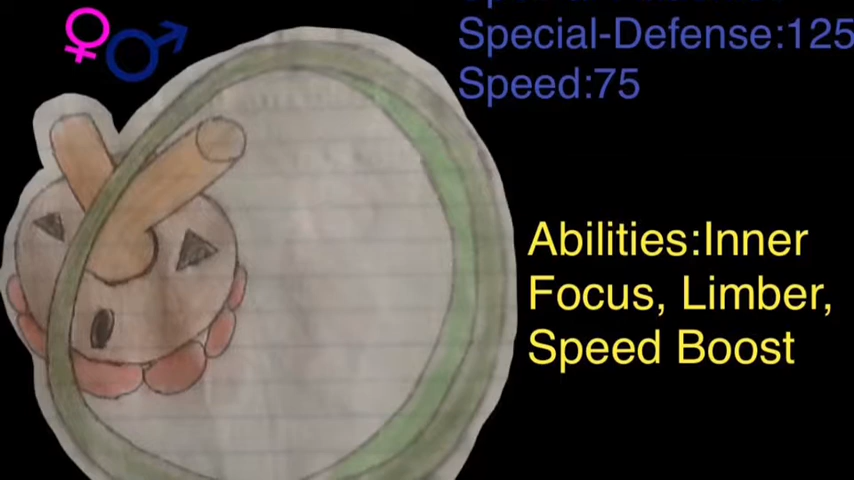 Special-Defense:125
Speed:75
Abilities:Inner
Focus, Limber,
Speed Boost